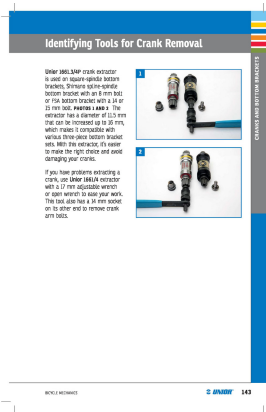 Identifying Tools for Crank Removal
CRANKS AND BOTTOM BRACKETS
Unior 1661.3/4P crank extractor
is used on square-spindle bottom
brackets, Shimano spline-spindle
bottom bracket with an 8 mm bolt
or FSA bottom bracket with a 14 or
15 mm bolt. PHOTOS 1 AND 2 The
extractor has a diameter of 11.5 mm
that can be increased up to 16 mm,
which makes it compatible with
various three-piece bottom bracket
sets. With this extractor, it's easier
to make the right choice and avoid
damaging your cranks.
If you have problems extracting a
crank, use Unior 1661/4 extractor
with a 17 mm adjustable wrench
or open wrench to ease your work.
This tool also has a 14 mm socket
on its other end to remove crank
arm bolts.
1
2
BICYCLE MECHANICS
UNIOR
143